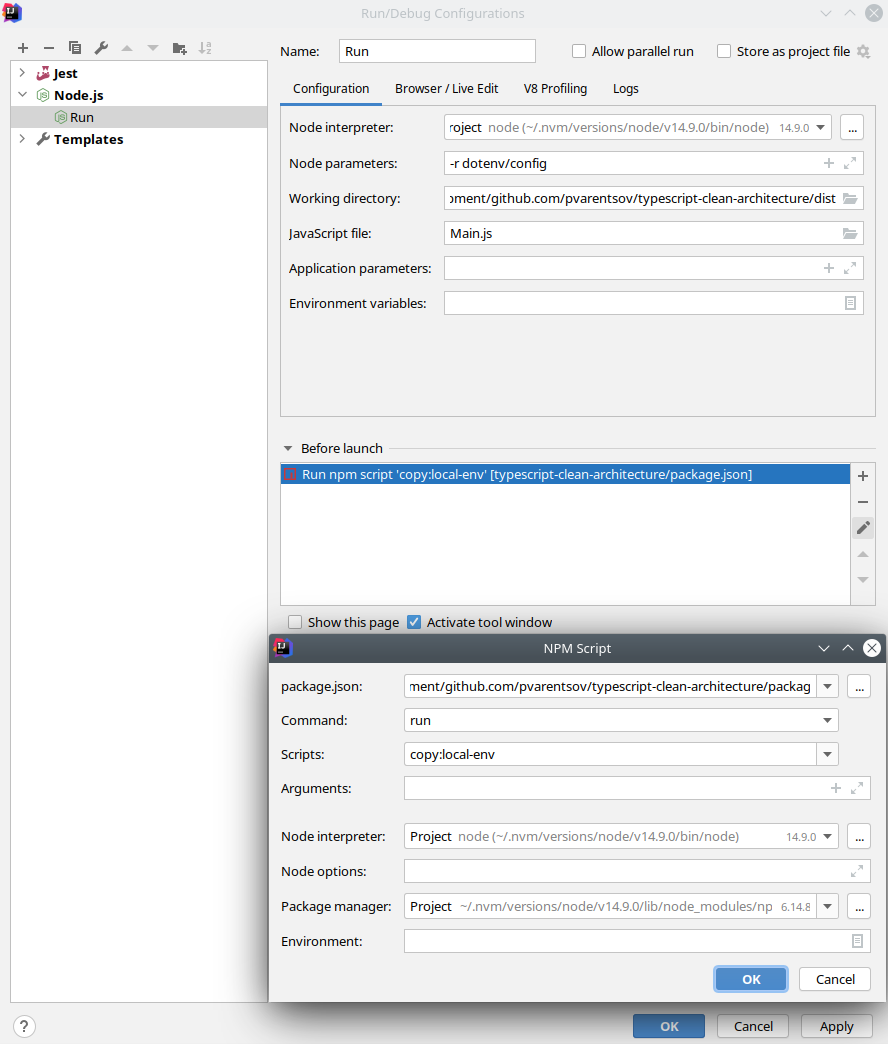 Run/Debug Configurations
Name: Run Allow parallel run Store as project file
Jest
Node.js
Run
Templates
Configuration Browser / Live Edit V8 Profiling Logs
Node interpreter: roject node (~/.nvm/versions/node/v14.9.0/bin/node) 14.9.0 ...
Node parameters: -r dotenv/config
Working directory: pment/github.com/pvarentsov/typescript-clean-architecture/dist
JavaScript file: Main.js
Application parameters:
Environment variables:
Before launch
Run npm script 'copy:local-env' [typescript-clean-architecture/package.json]
Show this page Activate tool window
NPM Script
package.json: ment/github.com/pvarentsov/typescript-clean-architecture/packag ...
Command: run
Scripts: copy:local-env
Arguments:
Node interpreter: Project node (~/.nvm/versions/node/v14.9.0/bin/node) 14.9.0 ...
Node options:
Package manager: Project ~/.nvm/versions/node/v14.9.0/lib/node_modules/np 6.14.8 ...
Environment:
OK Cancel
? OK Cancel Apply